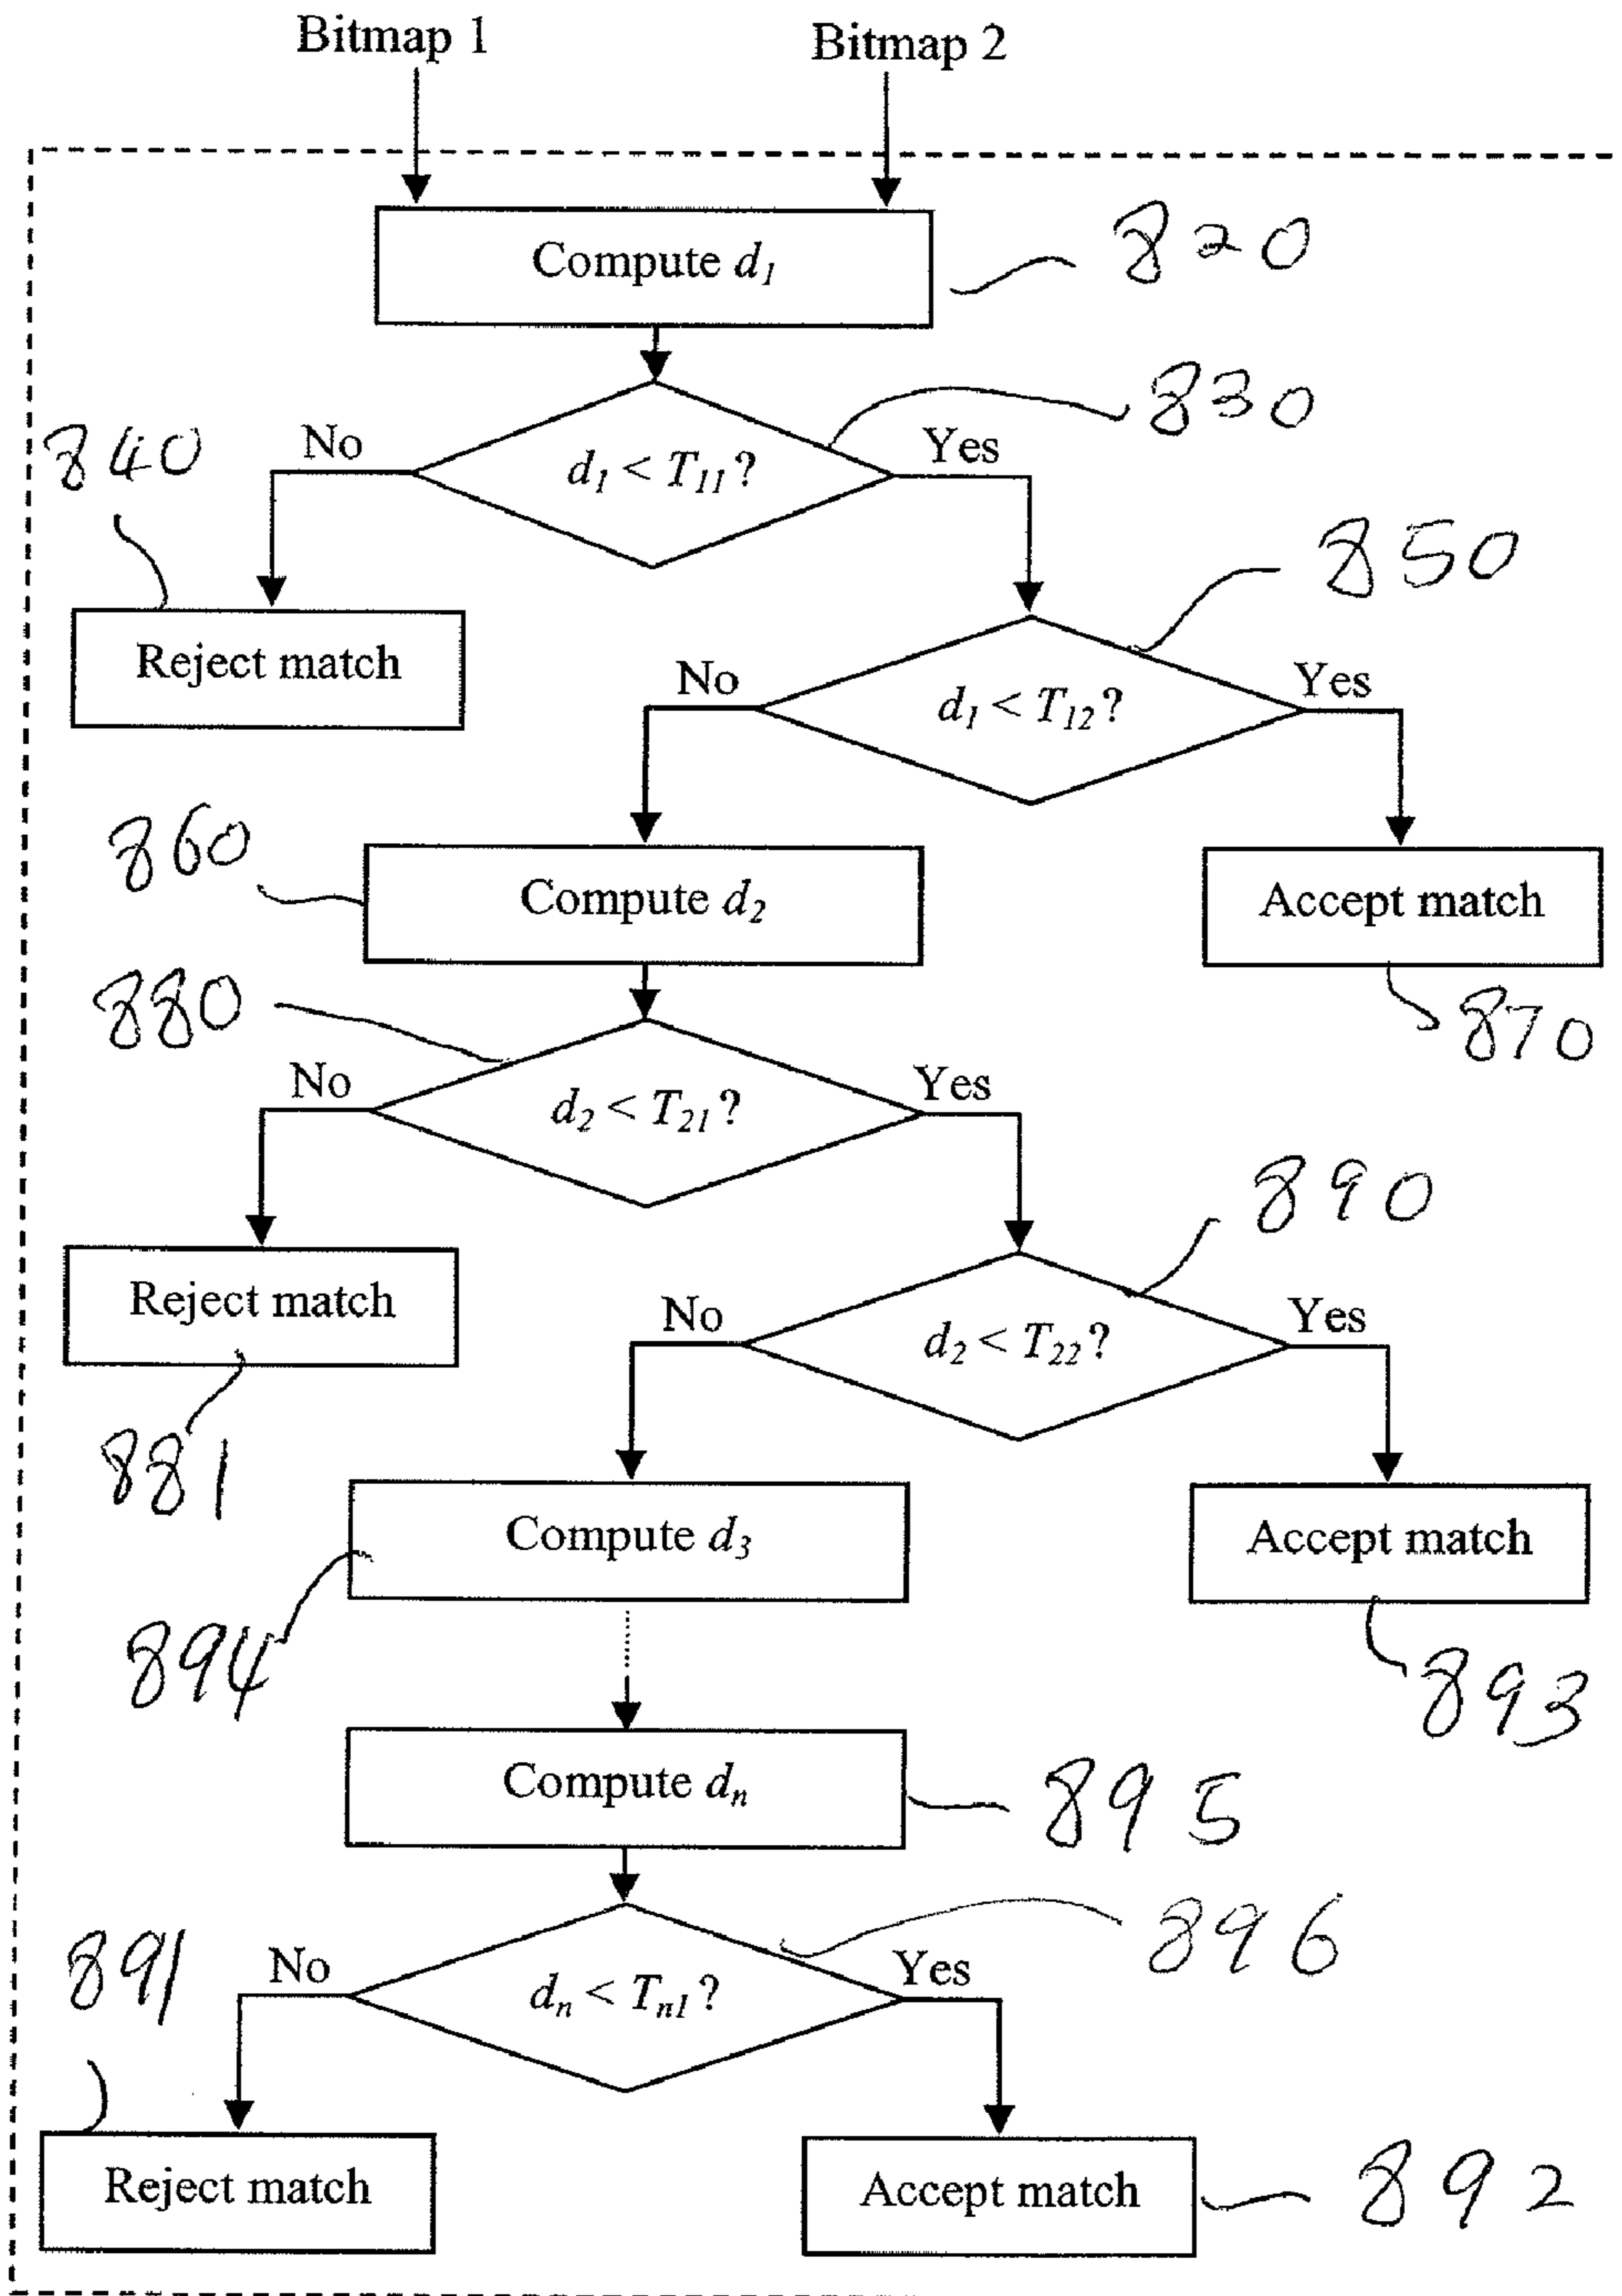 Bitmap 1
Bitmap 2
Compute d1
820
830
No
d1 < T11?
Yes
840
850
Reject match
No
d1 < T12?
Yes
860
Compute d2
Accept match
880
870
No
d2 < T21?
Yes
890
Reject match
No
d2 < T22?
Yes
881
Compute d3
Accept match
894
893
Compute dn
895
896
891
No
dn < Tn1?
Yes
Reject match
Accept match
892